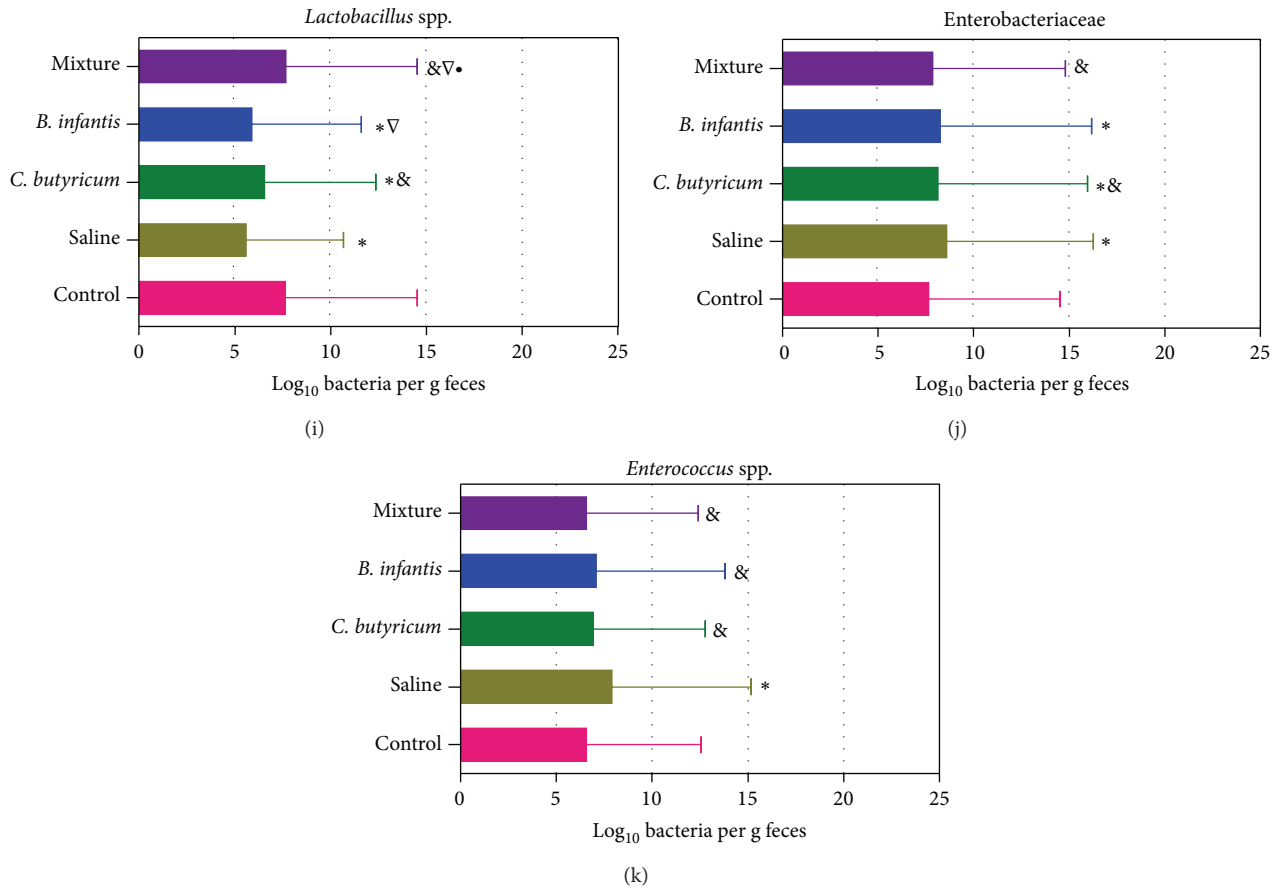 Lactobacillus spp.
Mixture
&∇•
B. infantis
*∇
C. butyricum
*&
Saline
*
Control
0 5 10 15 20 25
Log10 bacteria per g feces
(i)
Enterobacteriaceae
Mixture
&
B. infantis
*
C. butyricum
*&
Saline
*
Control
0 5 10 15 20 25
Log10 bacteria per g feces
(j)
Enterococcus spp.
Mixture
&
B. infantis
&
C. butyricum
&
Saline
*
Control
0 5 10 15 20 25
Log10 bacteria per g feces
(k)